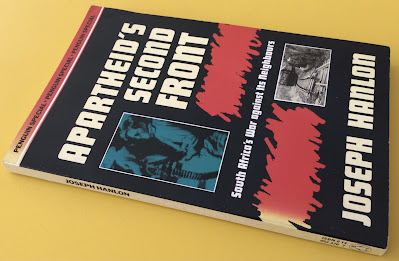 PENGUIN SPECIAL • PENGUIN SPECIAL • PENGUIN SPECIAL
APARTHEID'S
SECOND
FRONT
South Africa's War against Its Neighbours
JOSEPH HANLON
JOSEPH HANLON